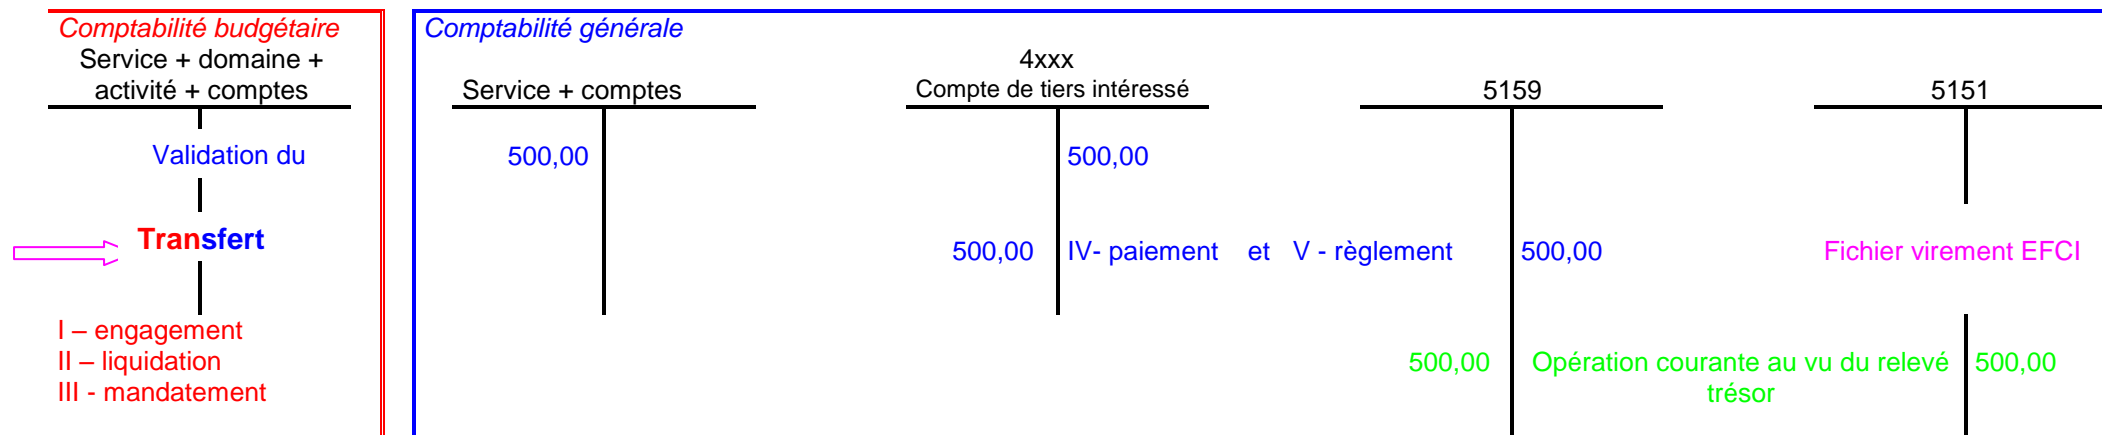 Comptabilité budgétaire
Service + domaine +
activité + comptes
Validation du
Transfert
I – engagement
II – liquidation
III - mandatement
Comptabilité générale
Service + comptes
4xxx
Compte de tiers intéressé
5159
5151
500,00 500,00
500,00 IV- paiement et V - règlement 500,00 Fichier virement EFCI
500,00 Opération courante au vu du relevé 500,00
trésor